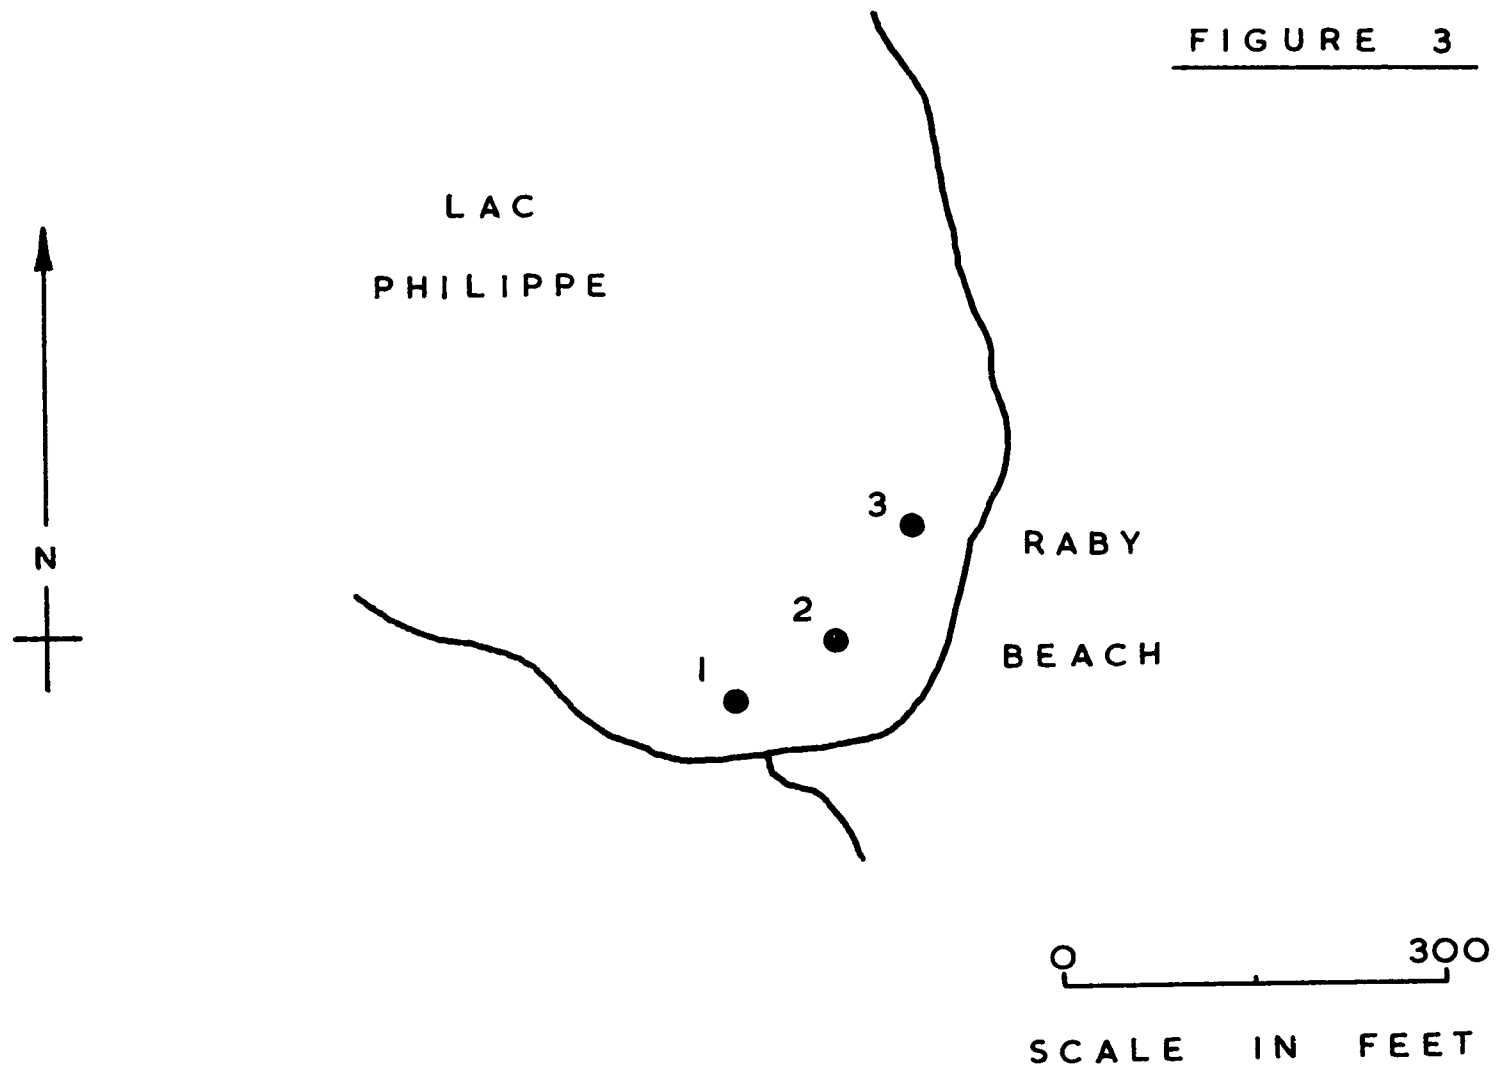 FIGURE 3
LAC
PHILIPPE
N
3
RABY
2
BEACH
1
0 300
SCALE IN FEET